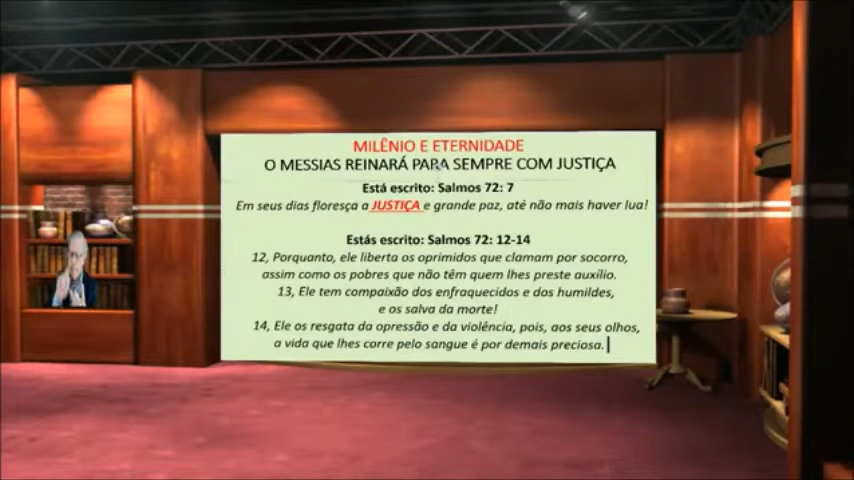 MILÊNIO E ETERNIDADE
O MESSIAS REINARÁ PARA SEMPRE COM JUSTIÇA
Está escrito: Salmos 72: 7
Em seus dias floresça a JUSTIÇA e grande paz, até não mais haver lua!
Estás escrito: Salmos 72: 12-14
12, Porquanto, ele liberta os oprimidos que clamam por socorro,
assim como os pobres que não têm quem lhes preste auxílio.
13, Ele tem compaixão dos enfraquecidos e dos humildes,
e os salva da morte!
14, Ele os resgata da opressão e da violência, pois, aos seus olhos,
a vida que lhes corre pelo sangue é por demais preciosa.